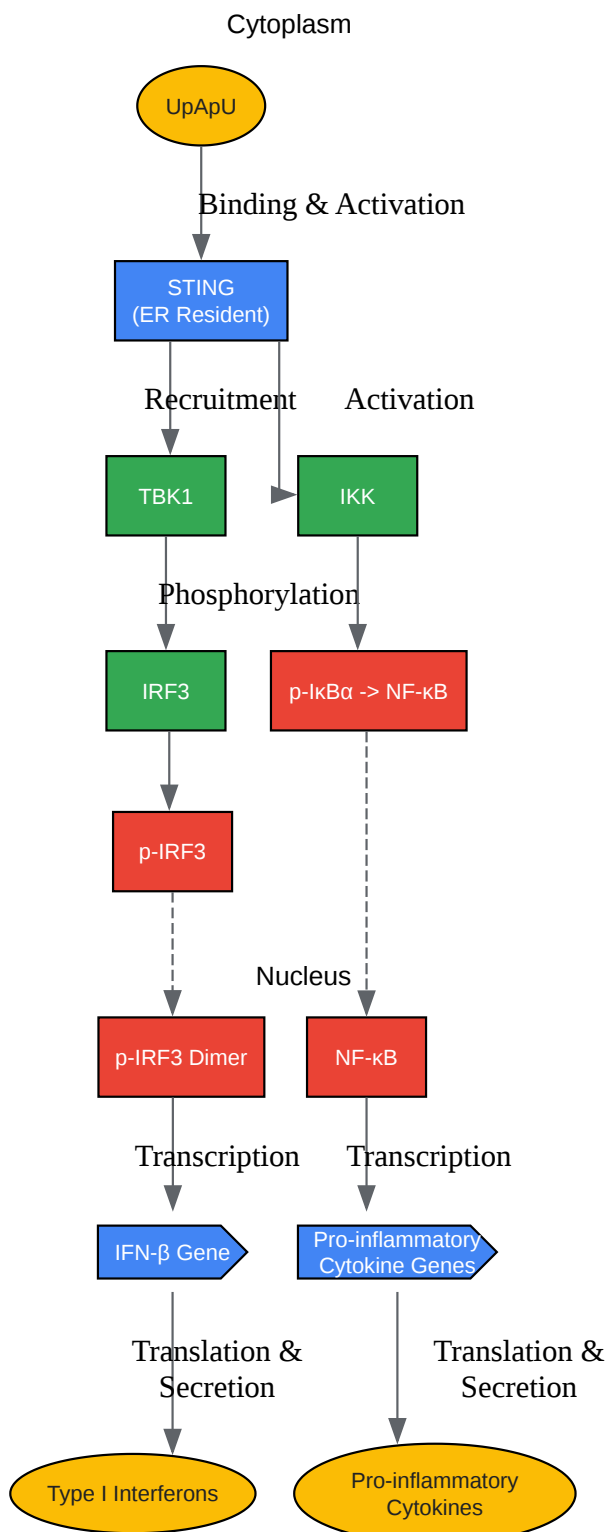 Cytoplasm
UpApU
Binding & Activation
STING
(ER Resident)
Recruitment
Activation
TBK1
IKK
Phosphorylation
IRF3
p-IκBα -> NF-κB
p-IRF3
Nucleus
p-IRF3 Dimer
NF-κB
Transcription
Transcription
IFN-β Gene
Pro-inflammatory
Cytokine Genes
Translation &
Secretion
Translation &
Secretion
Type I Interferons
Pro-inflammatory
Cytokines